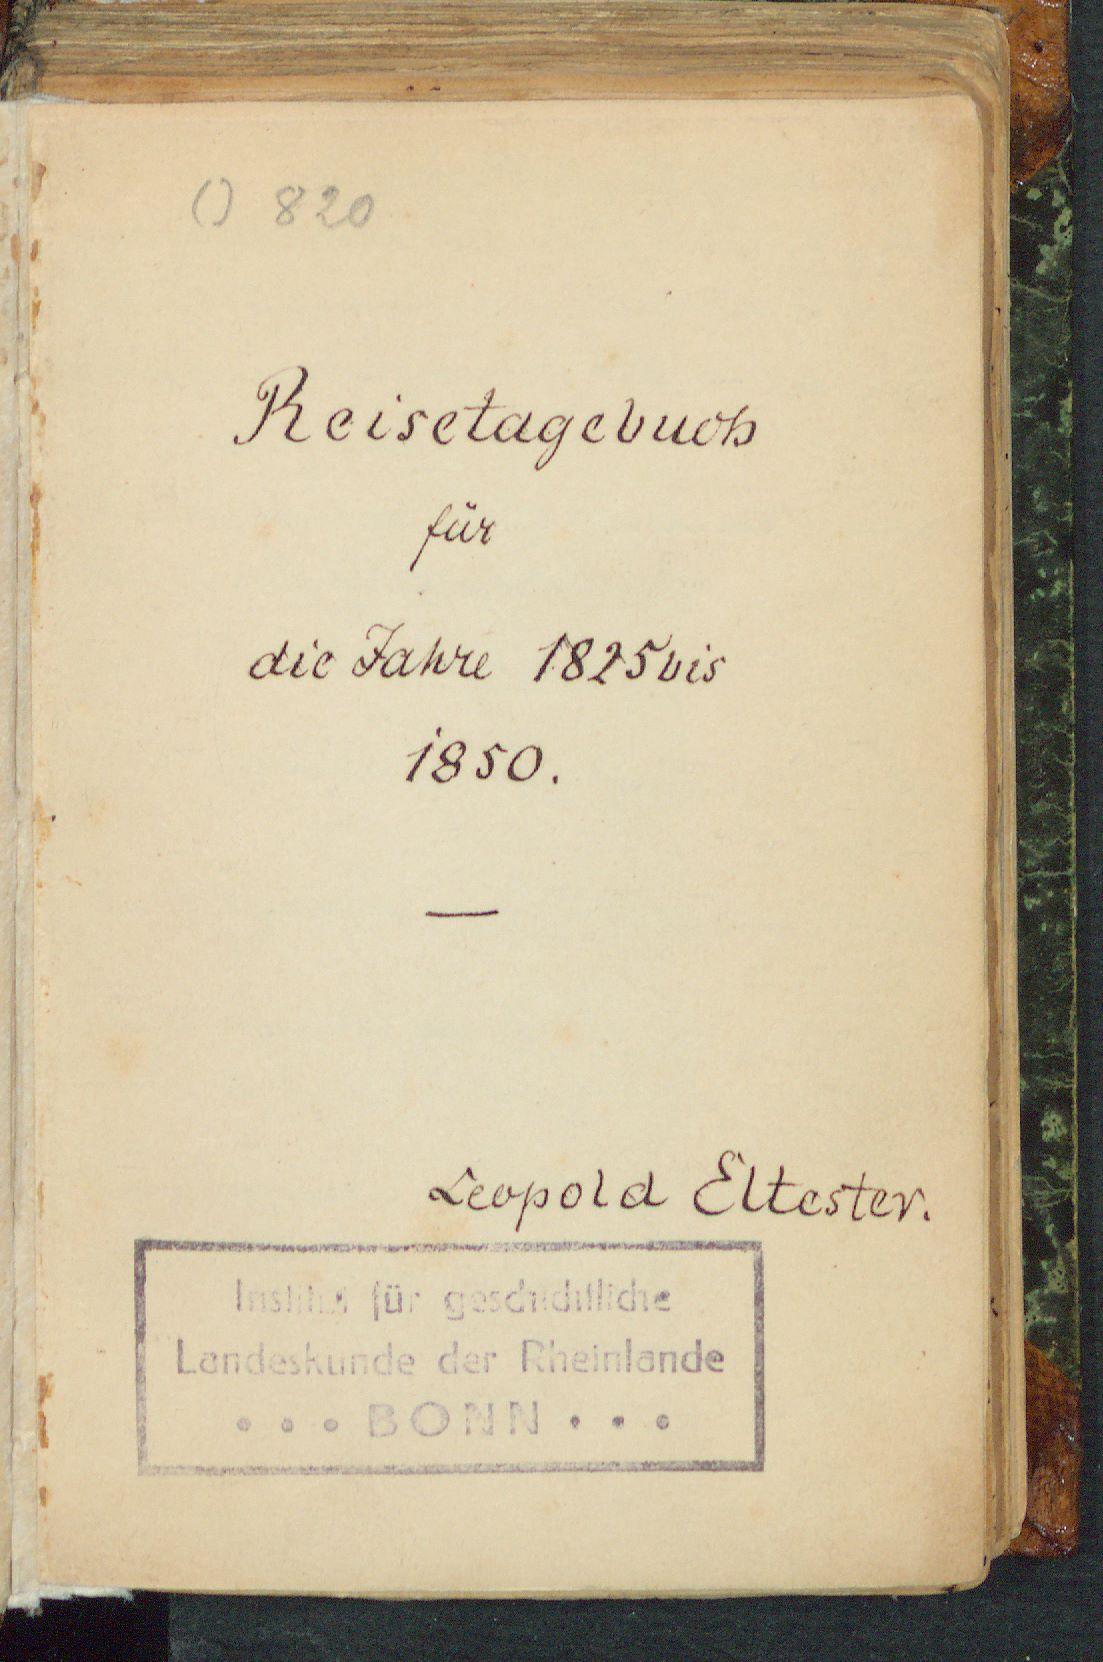 () 820
Reisetagebuch
für
die Jahre 1825 bis
1850.
Leopold Eltester.
Institut für geschichtliche
Landeskunde der Rheinlande
• • • BONN • • •